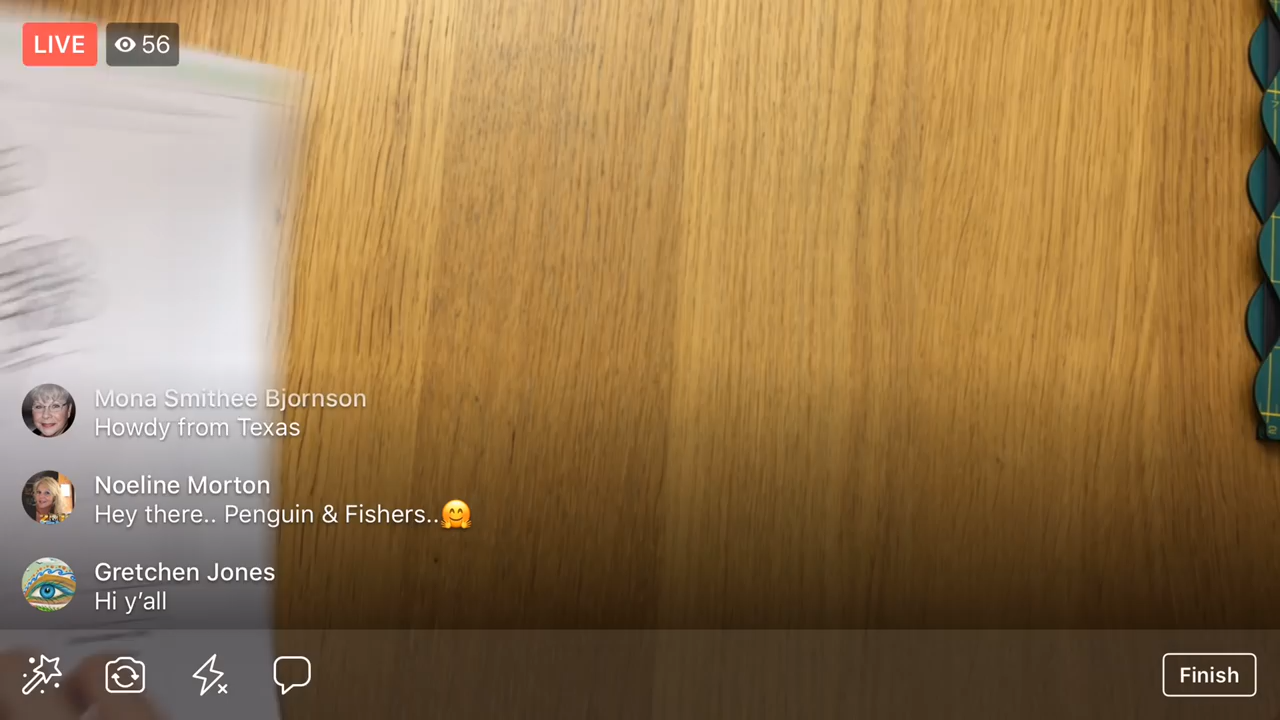 LIVE
56
Mona Smithee Bjornson
Howdy from Texas
Noeline Morton
Hey there.. Penguin & Fishers..🤗
Gretchen Jones
Hi y’all
Finish